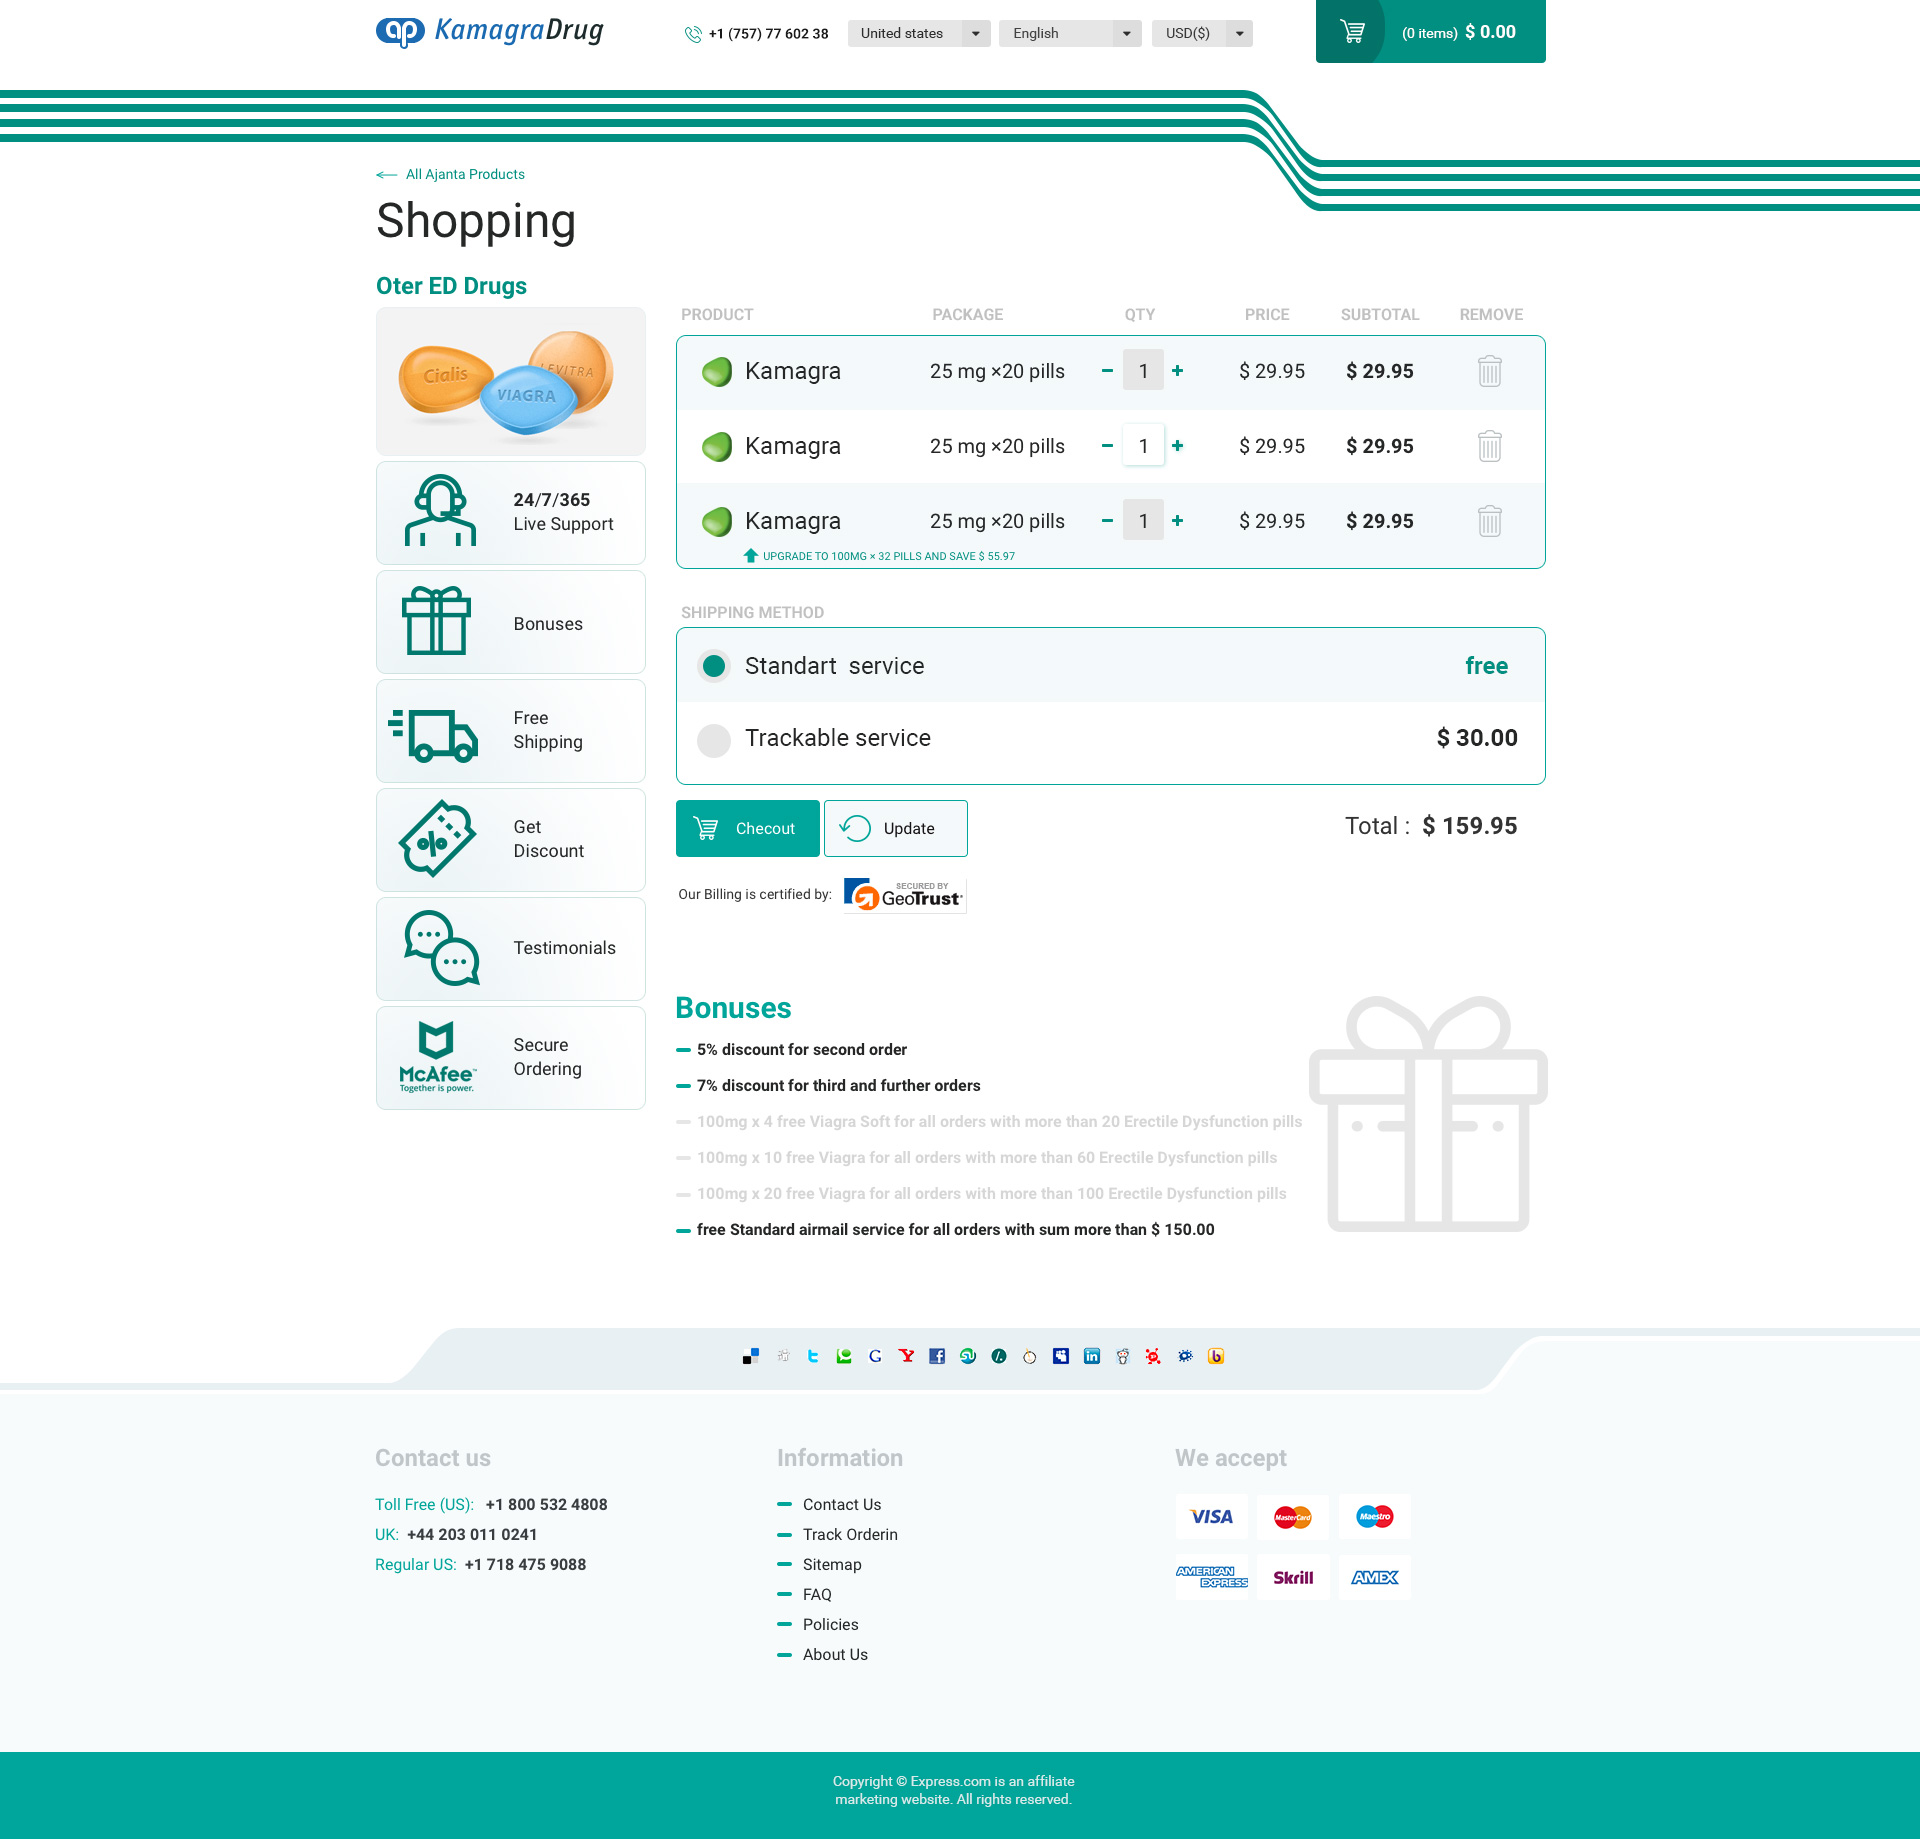 ap KamagraDrug
+1 (757) 77 602 38
United states
English
USD($)
(0 items) $ 0.00
All Ajanta Products
Shopping
Oter ED Drugs
Cialis
LEVITRA
VIAGRA
24/7/365
Live Support
Bonuses
Free
Shipping
Get
Discount
Testimonials
McAfee™
Together is power.
Secure
Ordering
PRODUCT PACKAGE QTY PRICE SUBTOTAL REMOVE
Kamagra 25 mg ×20 pills - 1 + $ 29.95 $ 29.95
Kamagra 25 mg ×20 pills - 1 + $ 29.95 $ 29.95
Kamagra 25 mg ×20 pills - 1 + $ 29.95 $ 29.95
UPGRADE TO 100MG × 32 PILLS AND SAVE $ 55.97
SHIPPING METHOD
Standart service free
Trackable service $ 30.00
Checout
Update
Total : $ 159.95
Our Billing is certified by:
SECURED BY
GeoTrust
Bonuses
5% discount for second order
7% discount for third and further orders
100mg x 4 free Viagra Soft for all orders with more than 20 Erectile Dysfunction pills
100mg x 10 free Viagra for all orders with more than 60 Erectile Dysfunction pills
100mg x 20 free Viagra for all orders with more than 100 Erectile Dysfunction pills
free Standard airmail service for all orders with sum more than $ 150.00
Contact us
Toll Free (US): +1 800 532 4808
UK: +44 203 011 0241
Regular US: +1 718 475 9088
Information
Contact Us
Track Orderin
Sitemap
FAQ
Policies
About Us
We accept
VISA
MasterCard
Maestro
AMERICAN
EXPRESS
Skrill
AMEX
Copyright © Express.com is an affiliate
marketing website. All rights reserved.